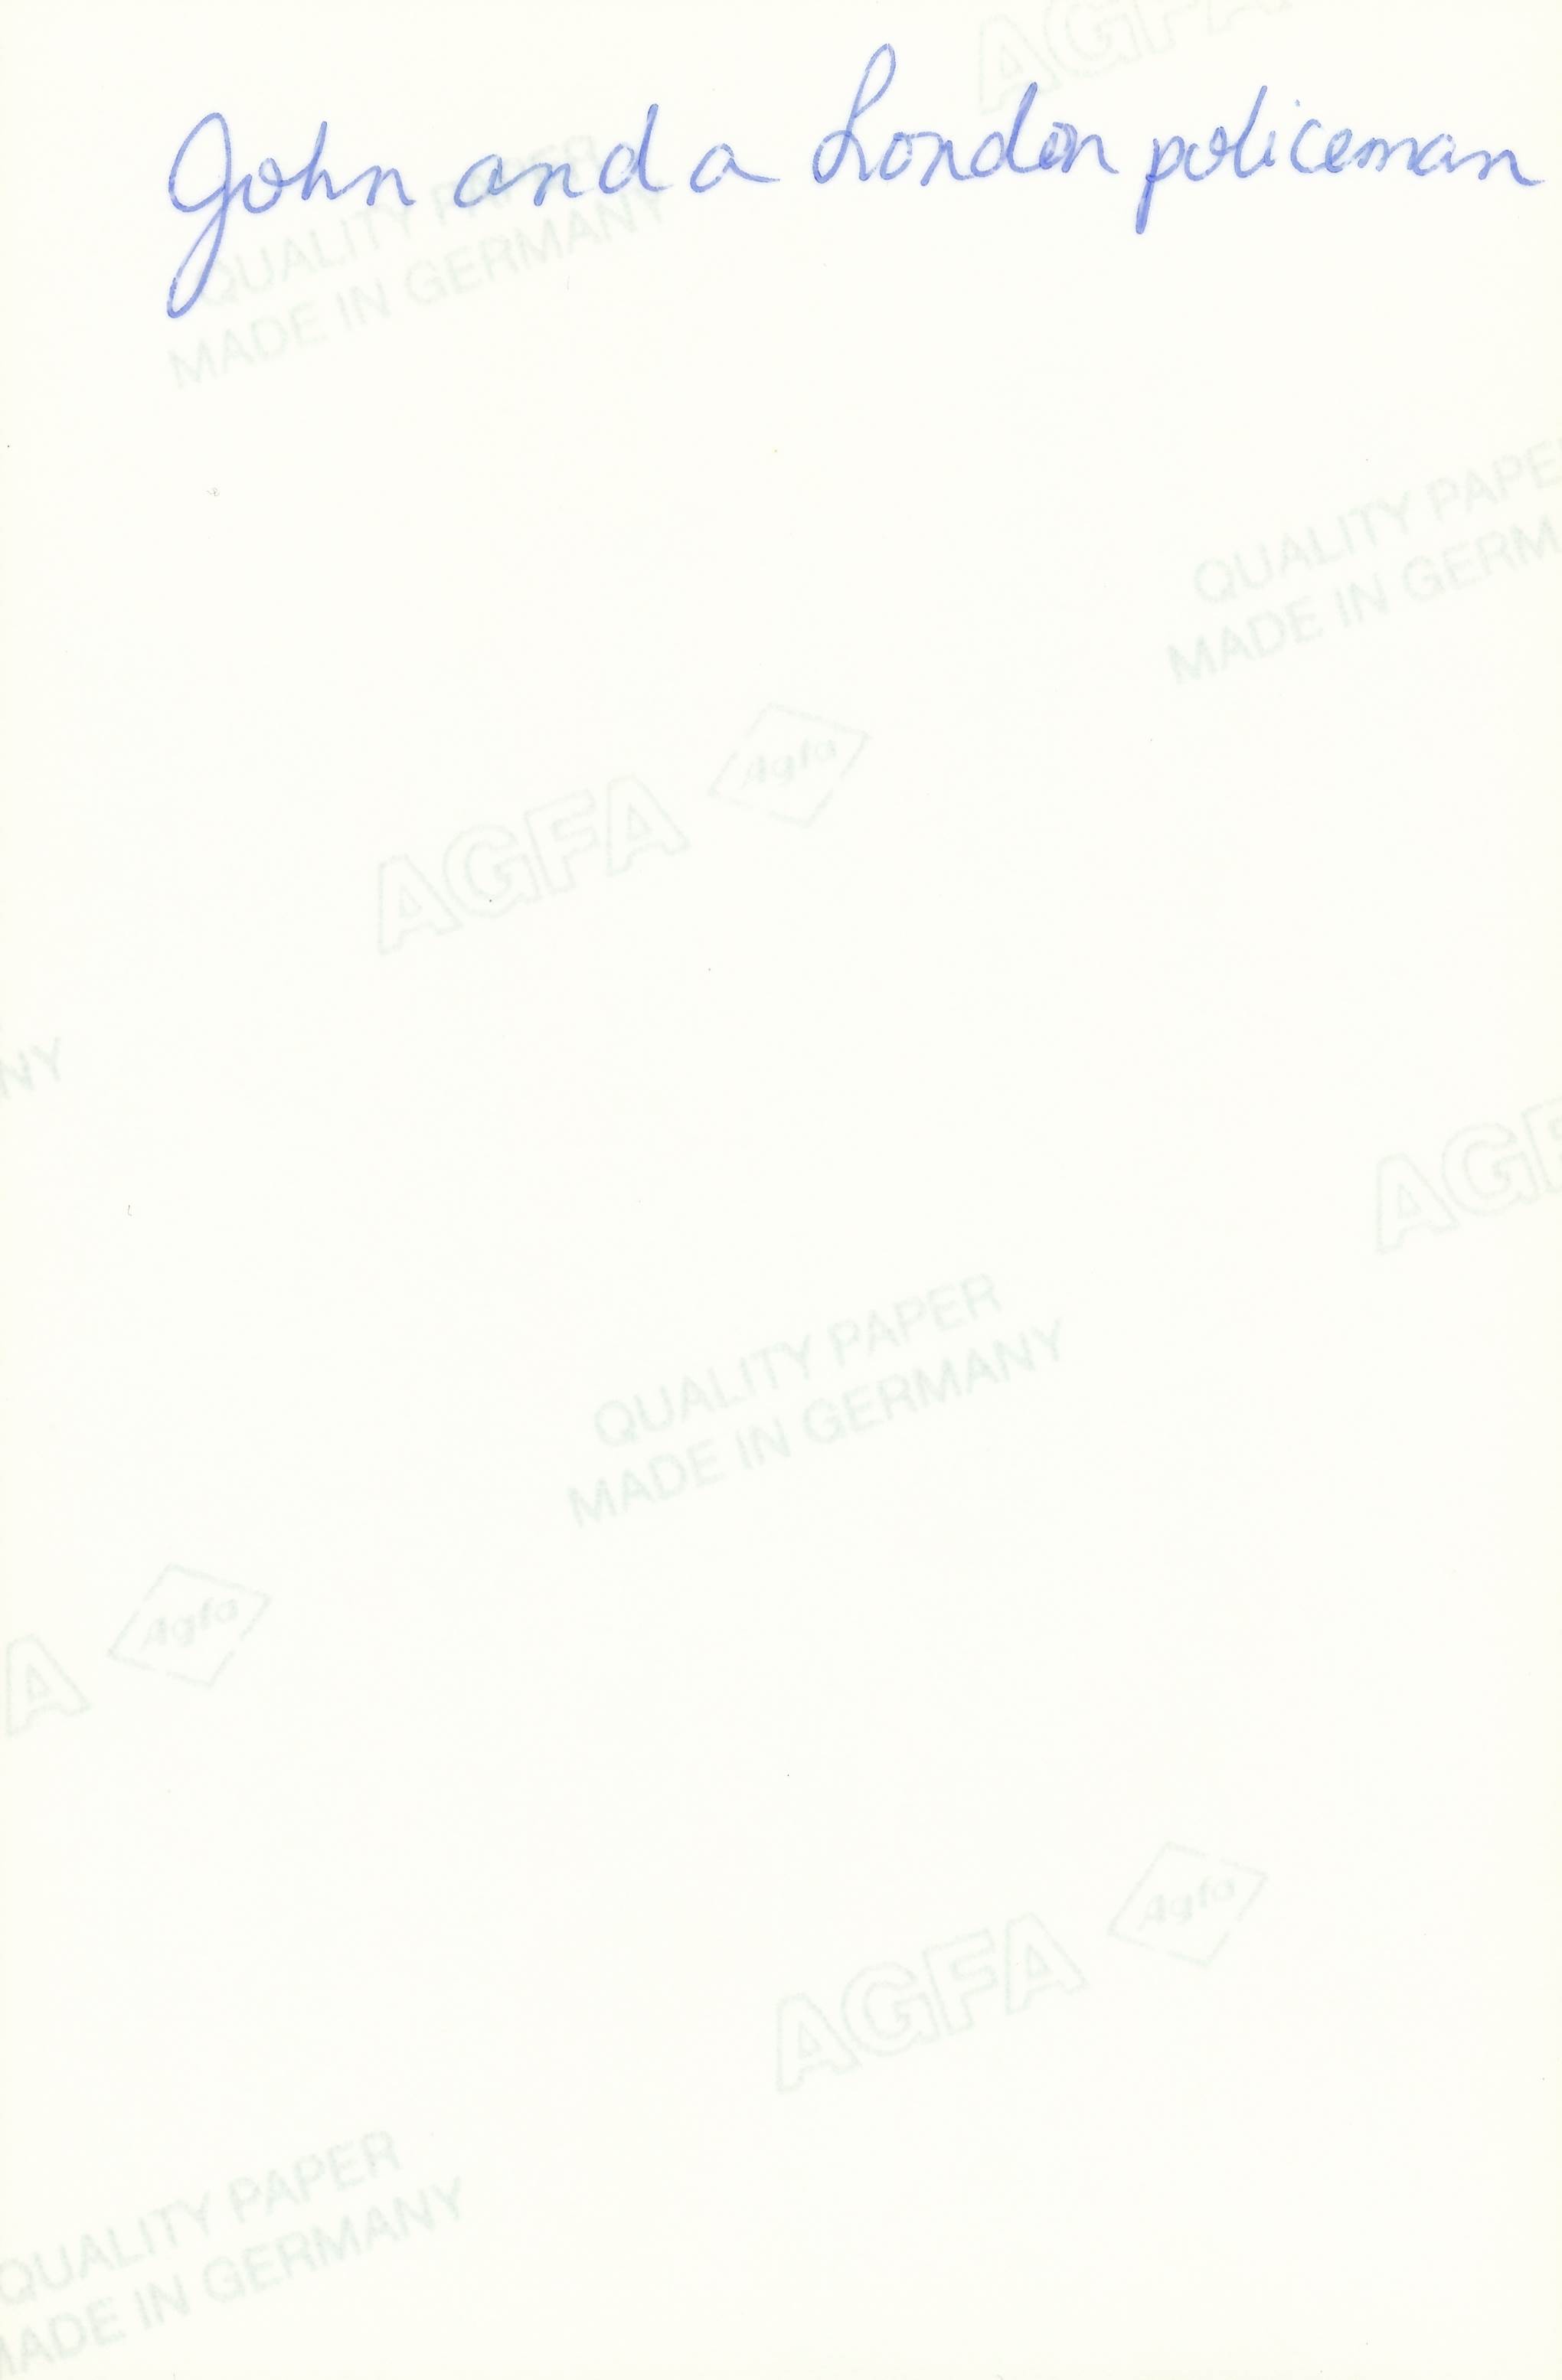 AGFA
John and a London policeman
QUALITY PAPER
MADE IN GERMANY
QUALITY PAPE
MADE IN GERM
Agfa
AGFA
NY
AGF
QUALITY PAPER
MADE IN GERMANY
Agfa
A
Agfa
AGFA
QUALITY PAPER
MADE IN GERMANY